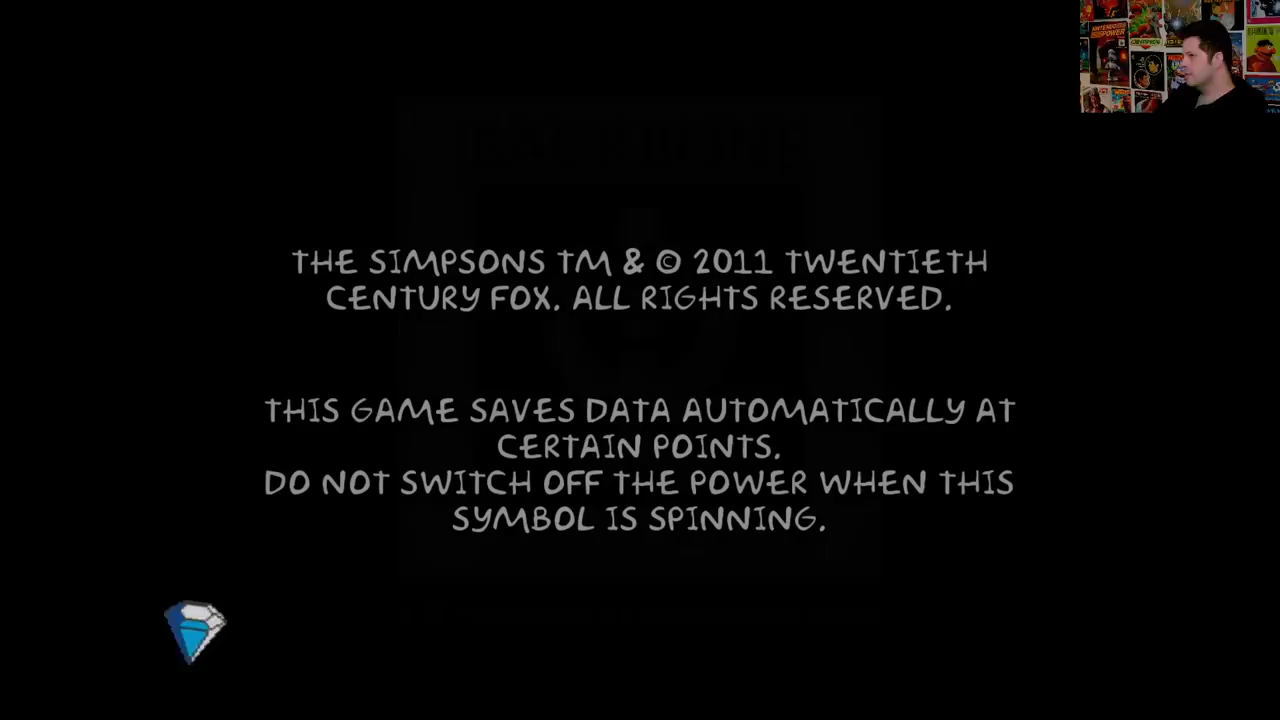 THE SIMPSONS TM & © 2011 TWENTIETH
CENTURY FOX. ALL RIGHTS RESERVED.
THIS GAME SAVES DATA AUTOMATICALLY AT
CERTAIN POINTS.
DO NOT SWITCH OFF THE POWER WHEN THIS
SYMBOL IS SPINNING.